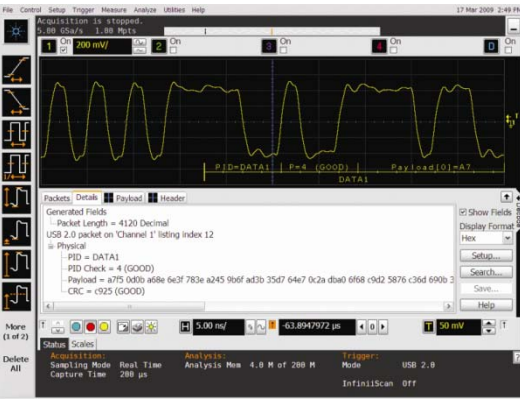 File Control Setup Trigger Measure Analyze Utilities Help 17 Mar 2009 2:49 PM
Acquisition is stopped.
5.00 GSa/s 1.00 Mpts
1 On 200 mV/ 2 On 3 On 4 On 0 On
PID=DATA1 P=4 (GOOD) Payload[0]=A7
DATA1
Packets Details Payload Header
Generated Fields
Packet Length = 4120 Decimal
USB 2.0 packet on 'Channel 1' listing index 12
Physical
PID = DATA1
PID Check = 4 (GOOD)
Payload = a7f5 0d0b a68e 6e3f 783e a245 9b6f ad3b 35d7 64e7 0c2a dba0 6f68 c9d2 5876 c36d 690b 3
CRC = c925 (GOOD)
Show Fields
Display Format
Hex
Setup...
Search...
Save...
Help
More
(1 of 2)
Delete
All
H 5.00 ns/ -63.8947972 µs 0 T 50 mV
Status Scales
Acquisition: Analysis: Trigger:
Sampling Mode Real Time Analysis Mem 4.0 M of 200 M Mode USB 2.0
Capture Time 200 µs
InfiniiScan Off